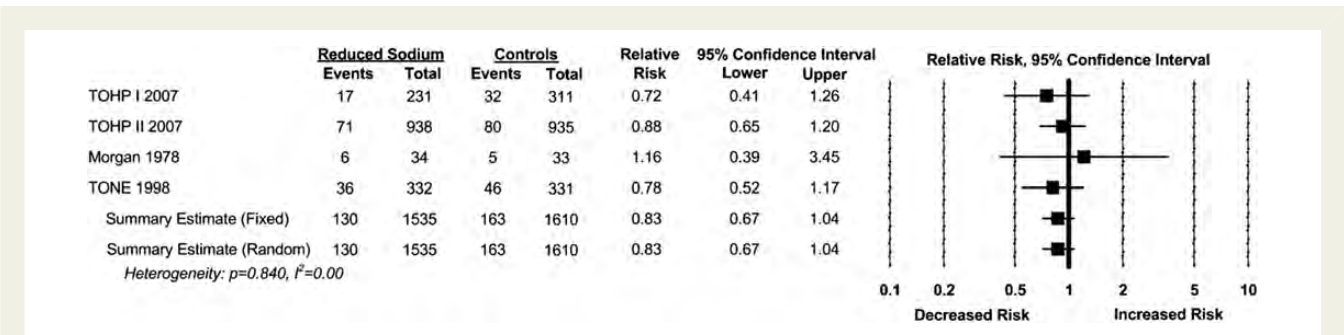 Reduced Sodium Controls Relative 95% Confidence Interval
Events Total Events Total Risk Lower Upper
Relative Risk, 95% Confidence Interval
TOHP I 2007 17 231 32 311 0.72 0.41 1.26
TOHP II 2007 71 938 80 935 0.88 0.65 1.20
Morgan 1978 6 34 5 33 1.16 0.39 3.45
TONE 1998 36 332 46 331 0.78 0.52 1.17
Summary Estimate (Fixed) 130 1535 163 1610 0.83 0.67 1.04
Summary Estimate (Random) 130 1535 163 1610 0.83 0.67 1.04
Heterogeneity: p=0.840, I²=0.00
0.1 0.2 0.5 1 2 5 10
Decreased Risk Increased Risk